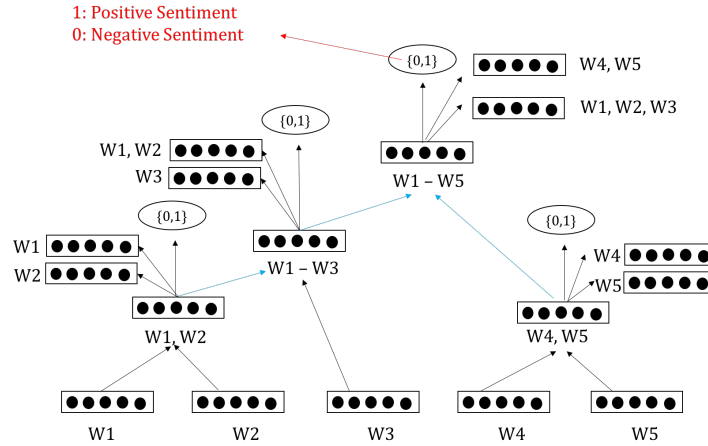 1: Positive Sentiment
0: Negative Sentiment
{0,1}
W4, W5
W1, W2, W3
{0,1}
W1, W2
W3
W1 – W5
{0,1}
{0,1}
W1
W2
W1 – W3
W4
W5
W1, W2
W4, W5
W1
W2
W3
W4
W5